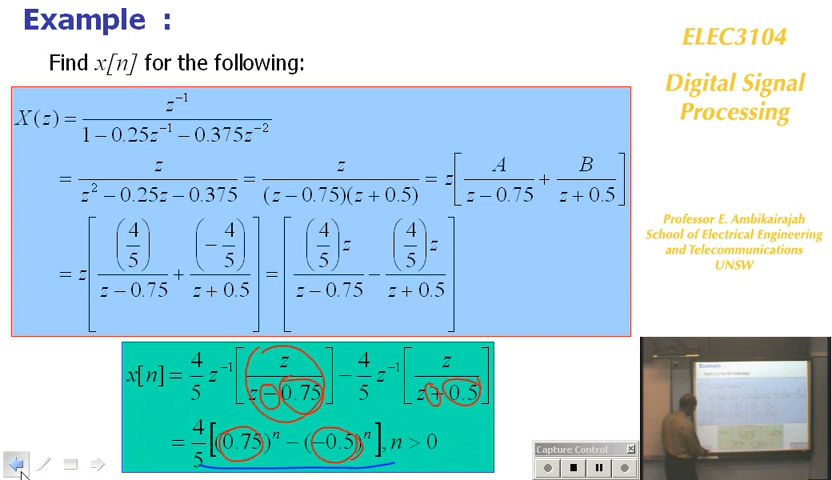 Example :
Find x[n] for the following:
X(z) = z⁻¹ / (1 − 0.25z⁻¹ − 0.375z⁻²)
= z / (z² − 0.25z − 0.375) = z / ((z − 0.75)(z + 0.5)) = z[A / (z − 0.75) + B / (z + 0.5)]
= z[(4/5) / (z − 0.75) + (−4/5) / (z + 0.5)] = [(4/5)z / (z − 0.75) − (4/5)z / (z + 0.5)]
x[n] = 4/5 z⁻¹[z / (z − 0.75)] − 4/5 z⁻¹[z / (z + 0.5)]
= 4/5 [(0.75)ⁿ − (−0.5)ⁿ], n > 0
ELEC3104
Digital Signal
Processing
Professor E. Ambikairajah
School of Electrical Engineering
and Telecommunications
UNSW
Capture Control